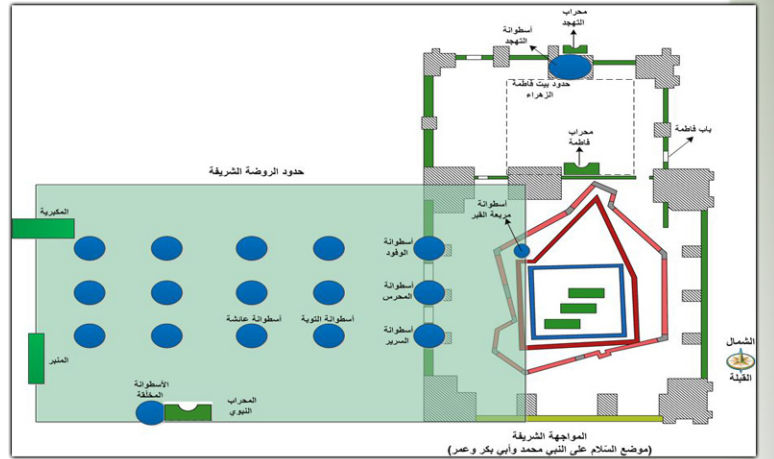 محراب
التهجد
أسطوانة
التهجد
حدود بيت فاطمة
الزهراء
محراب
فاطمة
باب فاطمة
حدود الروضة الشريفة
المكبرية
أسطوانة
مربعة القبر
أسطوانة
الوفود
أسطوانة
المحرس
أسطوانة التوبة
أسطوانة عائشة
أسطوانة
السرير
المنبر
الأسطوانة
المخلقة
المحراب
النبوي
الشمال
القبلة
المواجهة الشريفة
(موضع السلام على النبي محمد وأبي بكر وعمر)